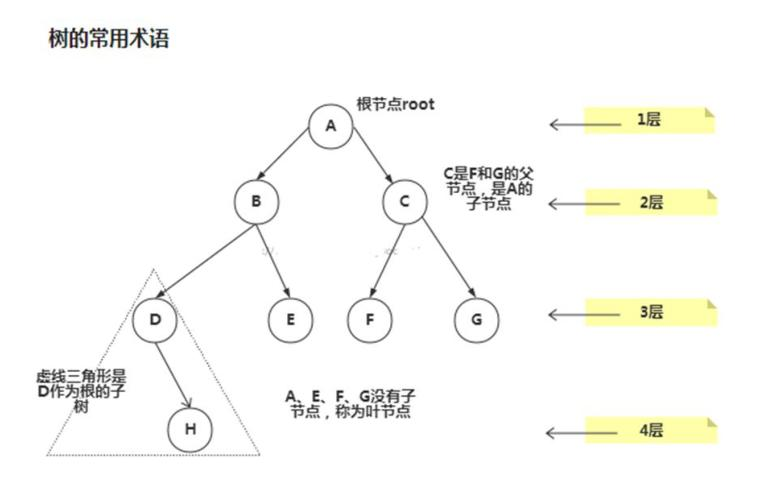 树的常用术语
根节点root
A
1层
C是F和G的父
节点，是A的
子节点
B
C
2层
D
E
F
G
3层
虚线三角形是
D作为根的子
树
A、E、F、G没有子
节点，称为叶节点
H
4层